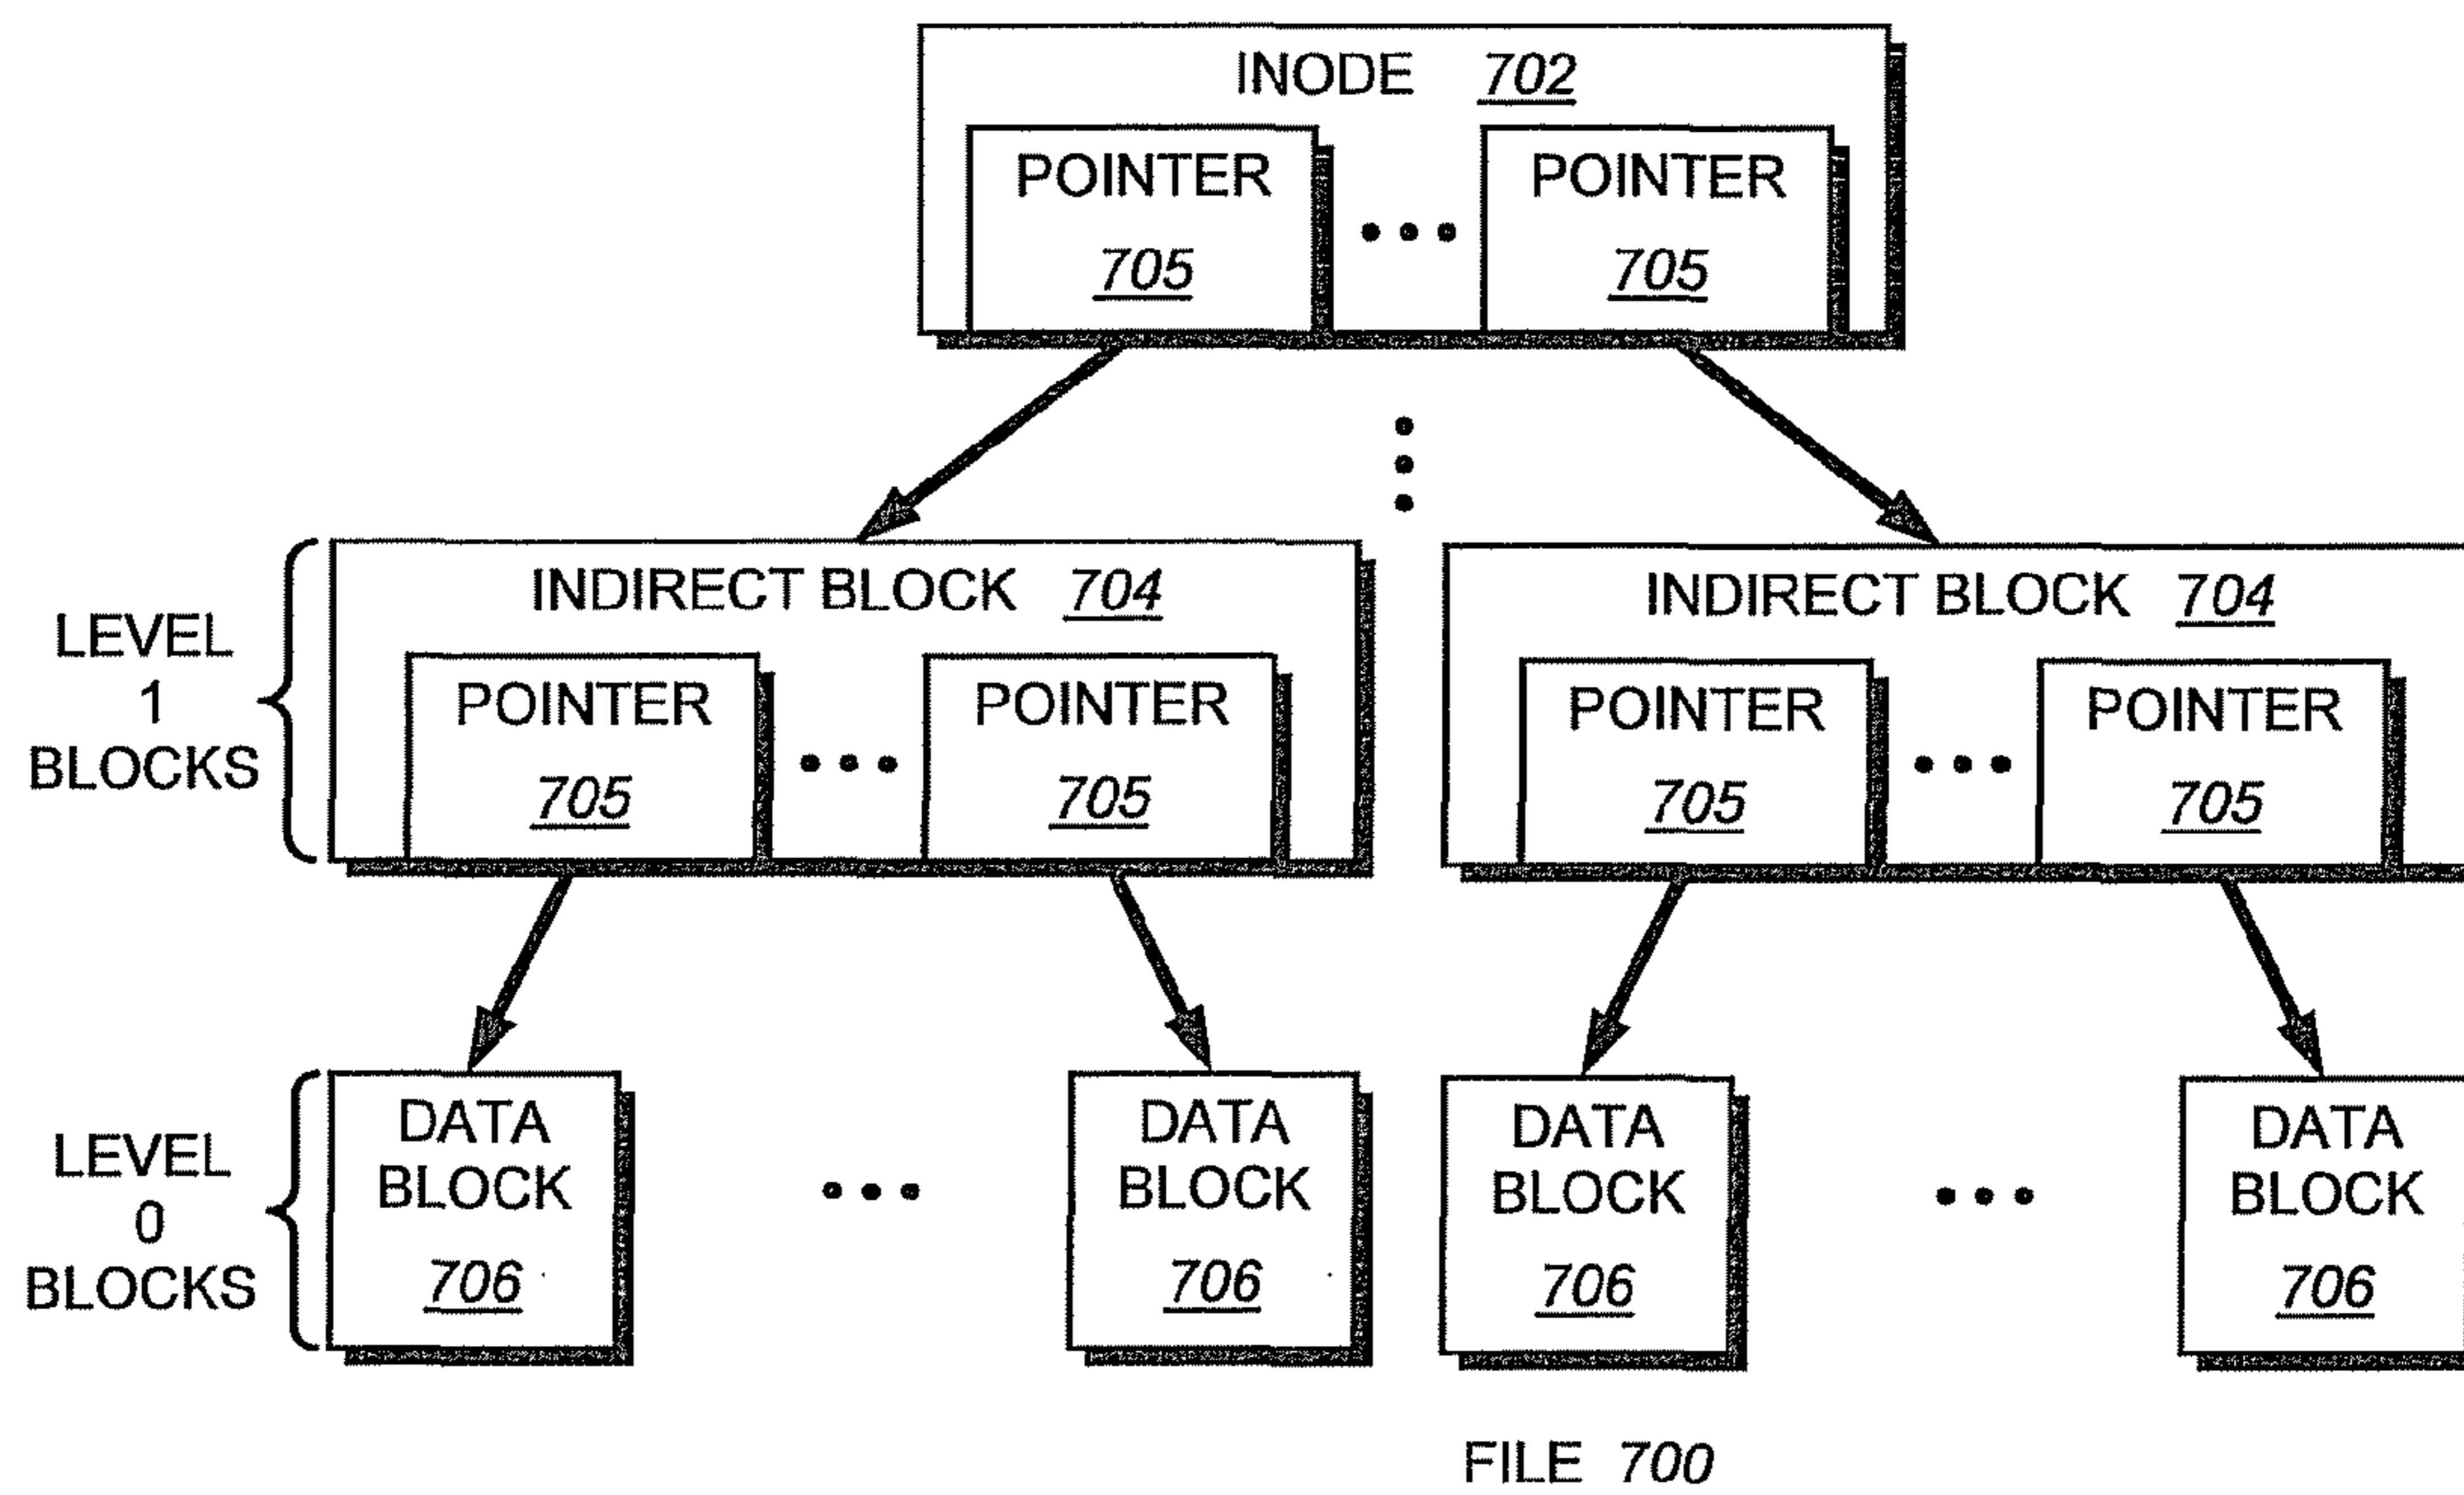 INODE 702
POINTER POINTER
705 705
INDIRECT BLOCK 704 INDIRECT BLOCK 704
LEVEL
1
BLOCKS
POINTER POINTER POINTER POINTER
705 705 705 705
LEVEL
0
BLOCKS
DATA
BLOCK
706
DATA
BLOCK
706
DATA
BLOCK
706
DATA
BLOCK
706
FILE 700